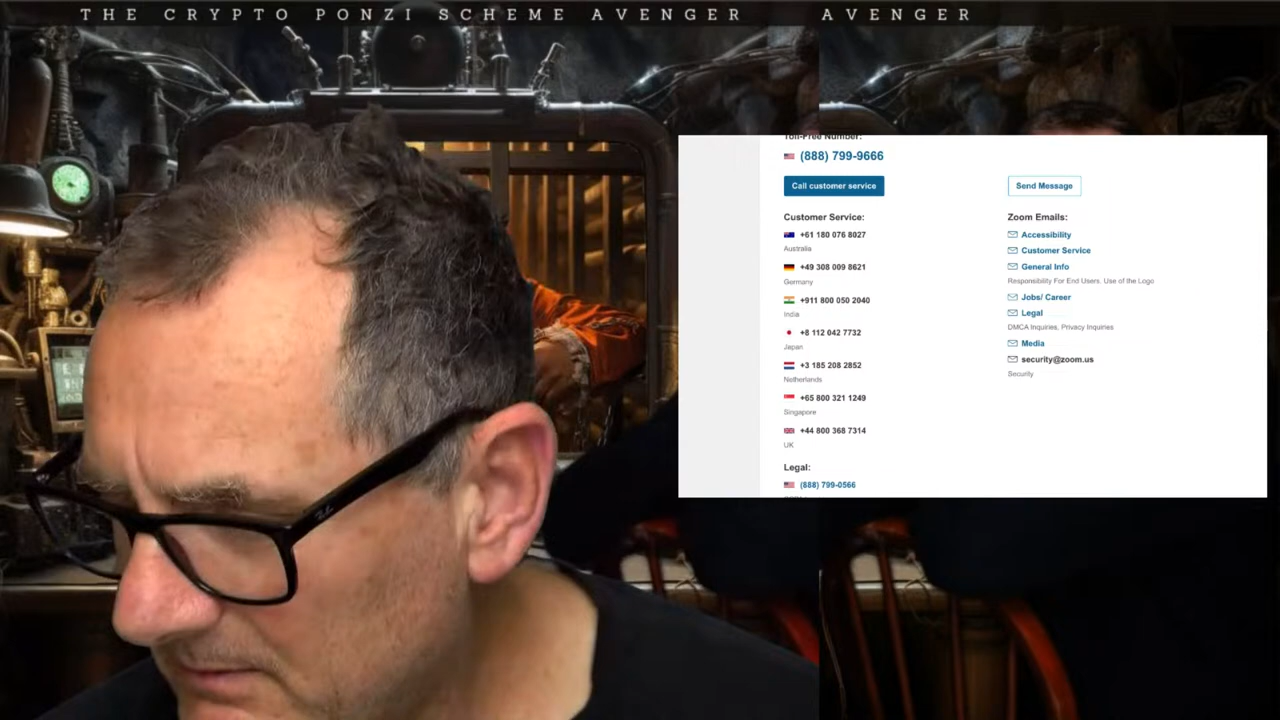 THE CRYPTO PONZI SCHEME AVENGER
AVENGER
Toll-Free Number:
(888) 799-9666
Call customer service
Send Message
Customer Service:
+61 180 076 8027
Australia
+49 308 009 8621
Germany
+911 800 050 2040
India
+8 112 042 7732
Japan
+3 185 208 2852
Netherlands
+65 800 321 1249
Singapore
+44 800 368 7314
UK
Legal:
(888) 799-0566
Zoom Emails:
Accessibility
Customer Service
General Info
Responsibility For End Users. Use of the Logo
Jobs/ Career
Legal
DMCA Inquiries, Privacy Inquiries
Media
security@zoom.us
Security